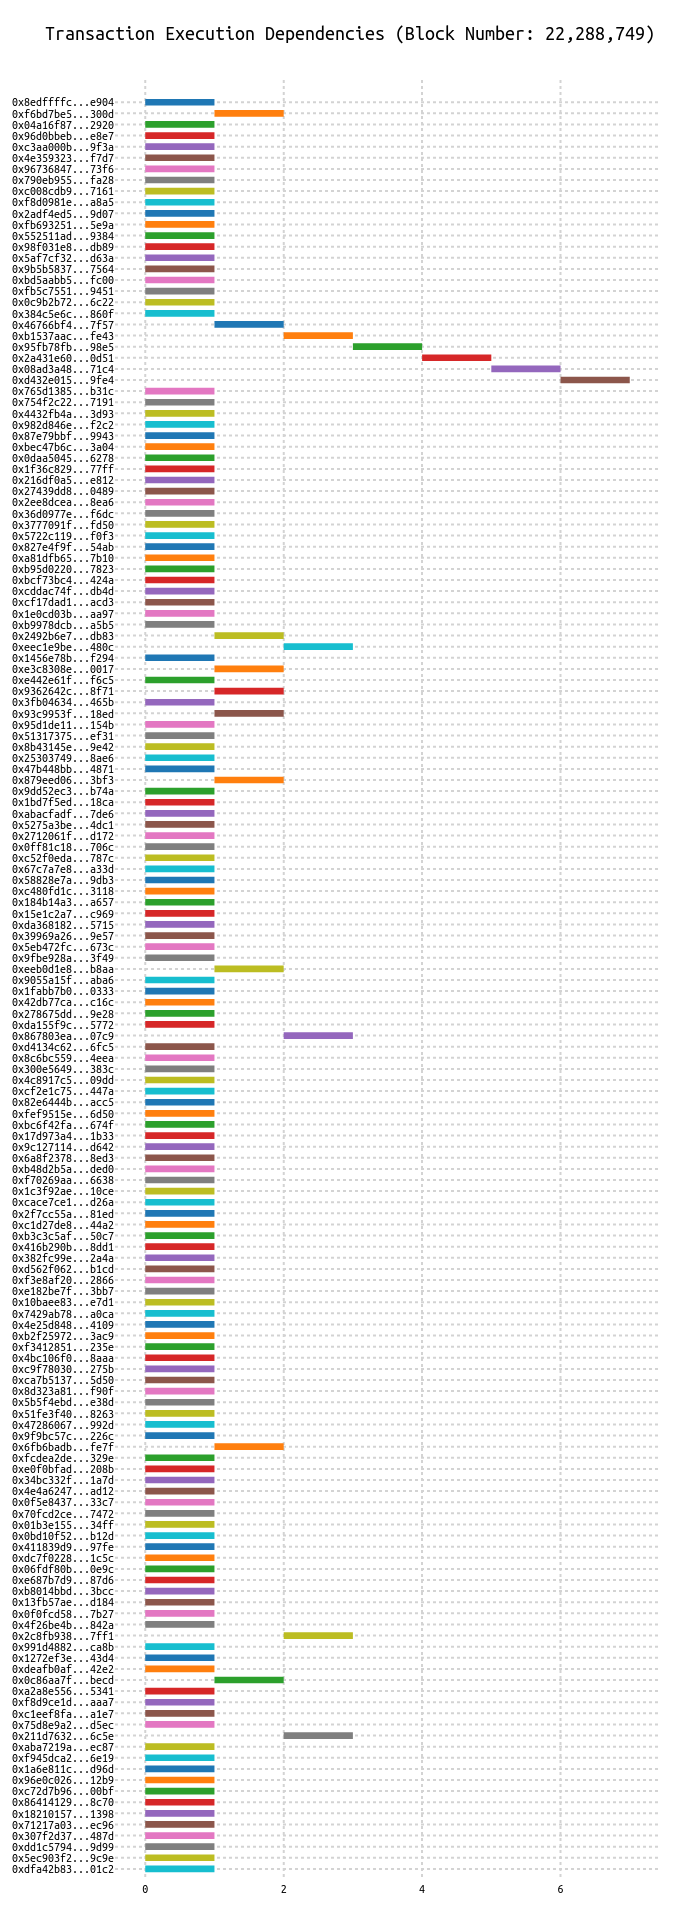 Transaction Execution Dependencies (Block Number: 22,288,749)
0x8edffffc...e904
0xf6bd7be5...300d
0x04a16f87...2920
0x96d0bbeb...e8e7
0xc3aa000b...9f3a
0x4e359323...f7d7
0x96736847...73f6
0x790eb955...fa28
0xc008cdb9...7161
0xf8d0981e...a8a5
0x2adf4ed5...9d07
0xfb693251...5e9a
0x552511ad...9384
0x98f031e8...db89
0x5af7cf32...d63a
0x9b5b5837...7564
0xbd5aabb5...fc00
0xfb5c7551...9451
0x0c9b2b72...6c22
0x384c5e6c...860f
0x46766bf4...7f57
0xb1537aac...fe43
0x95fb78fb...98e5
0x2a431e60...0d51
0x08ad3a48...71c4
0xd432e015...9fe4
0x765d1385...b31c
0x754f2c22...7191
0x4432fb4a...3d93
0x982d846e...f2c2
0x87e79bbf...9943
0xbec47b6c...3a04
0x0daa5045...6278
0x1f36c829...77ff
0x216df0a5...e812
0x27439dd8...0489
0x2ee8dcea...8ea6
0x36d0977e...f6dc
0x3777091f...fd50
0x5722c119...f0f3
0x827e4f9f...54ab
0xa81dfb65...7b10
0xb95d0220...7823
0xbcf73bc4...424a
0xcddac74f...db4d
0xcf17dad1...acd3
0x1e0cd03b...aa97
0xb9978dcb...a5b5
0x2492b6e7...db83
0xeec1e9be...480c
0x1456e78b...f294
0xe3c8308e...0017
0xe442e61f...f6c5
0x9362642c...8f71
0x3fb04634...465b
0x93c9953f...18ed
0x95d1de11...154b
0x51317375...ef31
0x8b43145e...9e42
0x25303749...8ae6
0x47b448bb...4871
0x879eed06...3bf3
0x9dd52ec3...b74a
0x1bd7f5ed...18ca
0xabacfadf...7de6
0x5275a3be...4dc1
0x2712061f...d172
0x0ff81c18...706c
0xc52f0eda...787c
0x67c7a7e8...a33d
0x58828e7a...9db3
0xc480fd1c...3118
0x184b14a3...a657
0x15e1c2a7...c969
0xda368182...5715
0x39969a26...9e57
0x5eb472fc...673c
0x9fbe928a...3f49
0xeeb0d1e8...b8aa
0x9055a15f...aba6
0x1fabb7b0...0333
0x42db77ca...c16c
0x278675dd...9e28
0xda155f9c...5772
0x867803ea...07c9
0xd4134c62...6fc5
0x8c6bc559...4eea
0x300e5649...383c
0x4c8917c5...09dd
0xcf2e1c75...447a
0x82e6444b...acc5
0xfef9515e...6d50
0xbc6f42fa...674f
0x17d973a4...1b33
0x9c127114...d642
0x6a8f2378...8ed3
0xb48d2b5a...ded0
0xf70269aa...6638
0x1c3f92ae...10ce
0xcace7ce1...d26a
0x2f7cc55a...81ed
0xc1d27de8...44a2
0xb3c3c5af...50c7
0x416b290b...8dd1
0x382fc99e...2a4a
0xd562f062...b1cd
0xf3e8af20...2866
0xe182be7f...3bb7
0x10baee83...e7d1
0x7429ab78...a0ca
0x4e25d848...4109
0xb2f25972...3ac9
0xf3412851...235e
0x4bc106f0...8aaa
0xc9f78030...275b
0xca7b5137...5d50
0x8d323a81...f90f
0x5b5f4ebd...e38d
0x51fe3f40...8263
0x47286067...992d
0x9f9bc57c...226c
0x6fb6badb...fe7f
0xfcdea2de...329e
0xe0f0bfad...208b
0x34bc332f...1a7d
0x4e4a6247...ad12
0x0f5e8437...33c7
0x70fcd2ce...7472
0x01b3e155...34ff
0x0bd10f52...b12d
0x411839d9...97fe
0xdc7f0228...1c5c
0x06fdf80b...0e9c
0xe687b7d9...87d6
0xb8014bbd...3bcc
0x13fb57ae...d184
0x0f0fcd58...7b27
0x4f26be4b...842a
0x2c8fb938...7ff1
0x991d4882...ca8b
0x1272ef3e...43d4
0xdeafb0af...42e2
0x0c86aa7f...becd
0xa2a8e556...5341
0xf8d9ce1d...aaa7
0xc1eef8fa...a1e7
0x75d8e9a2...d5ec
0x211d7632...6c5e
0xaba7219a...ec87
0xf945dca2...6e19
0x1a6e811c...d96d
0x96e0c026...12b9
0xc72d7b96...00bf
0x86414129...8c70
0x18210157...1398
0x71217a03...ec96
0x307f2d37...487d
0xdd1c5794...9d99
0x5ec903f2...9c9e
0xdfa42b83...01c2
0 2 4 6